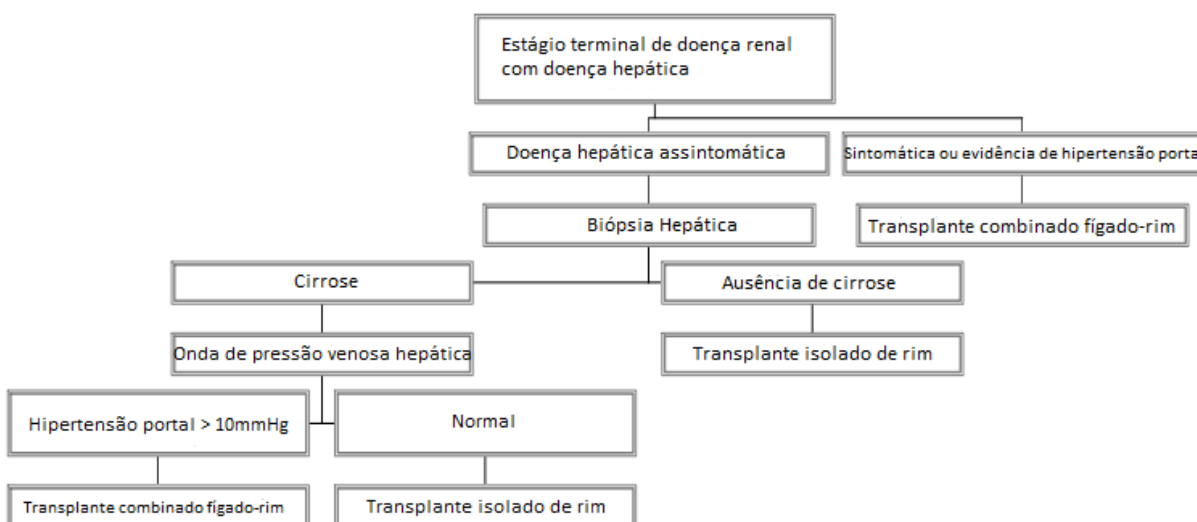 Estágio terminal de doença renal
com doença hepática
Doença hepática assintomática
Sintomática ou evidência de hipertensão porta
Biópsia Hepática
Transplante combinado fígado-rim
Cirrose
Ausência de cirrose
Onda de pressão venosa hepática
Transplante isolado de rim
Hipertensão portal > 10mmHg
Normal
Transplante combinado fígado-rim
Transplante isolado de rim